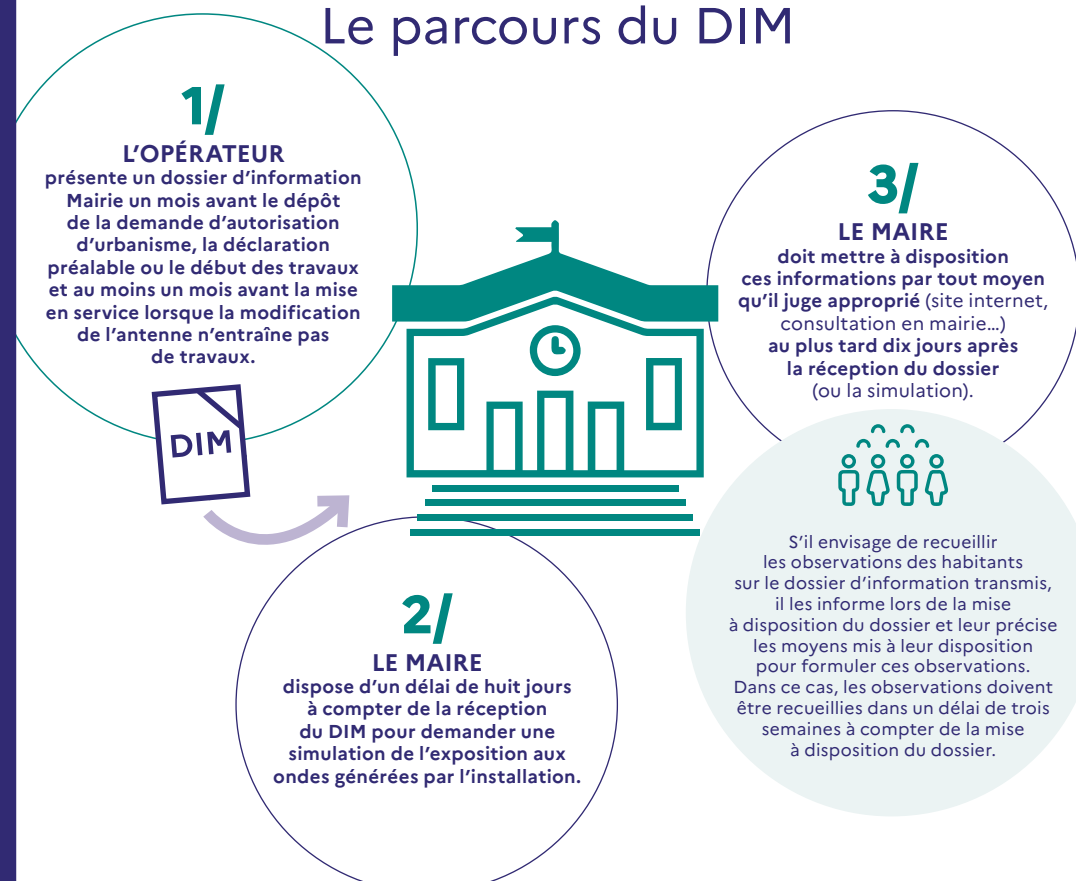 Le parcours du DIM
1/
L'OPÉRATEUR
présente un dossier d'information
Mairie un mois avant le dépôt
de la demande d'autorisation
d'urbanisme, la déclaration
préalable ou le début des travaux
et au moins un mois avant la mise
en service lorsque la modification
de l'antenne n'entraîne pas
de travaux.
DIM
2/
LE MAIRE
dispose d'un délai de huit jours
à compter de la réception
du DIM pour demander une
simulation de l'exposition aux
ondes générées par l'installation.
3/
LE MAIRE
doit mettre à disposition
ces informations par tout moyen
qu'il juge approprié (site internet,
consultation en mairie…)
au plus tard dix jours après
la réception du dossier
(ou la simulation).
S'il envisage de recueillir
les observations des habitants
sur le dossier d'information transmis,
il les informe lors de la mise
à disposition du dossier et leur précise
les moyens mis à leur disposition
pour formuler ces observations.
Dans ce cas, les observations doivent
être recueillies dans un délai de trois
semaines à compter de la mise
à disposition du dossier.